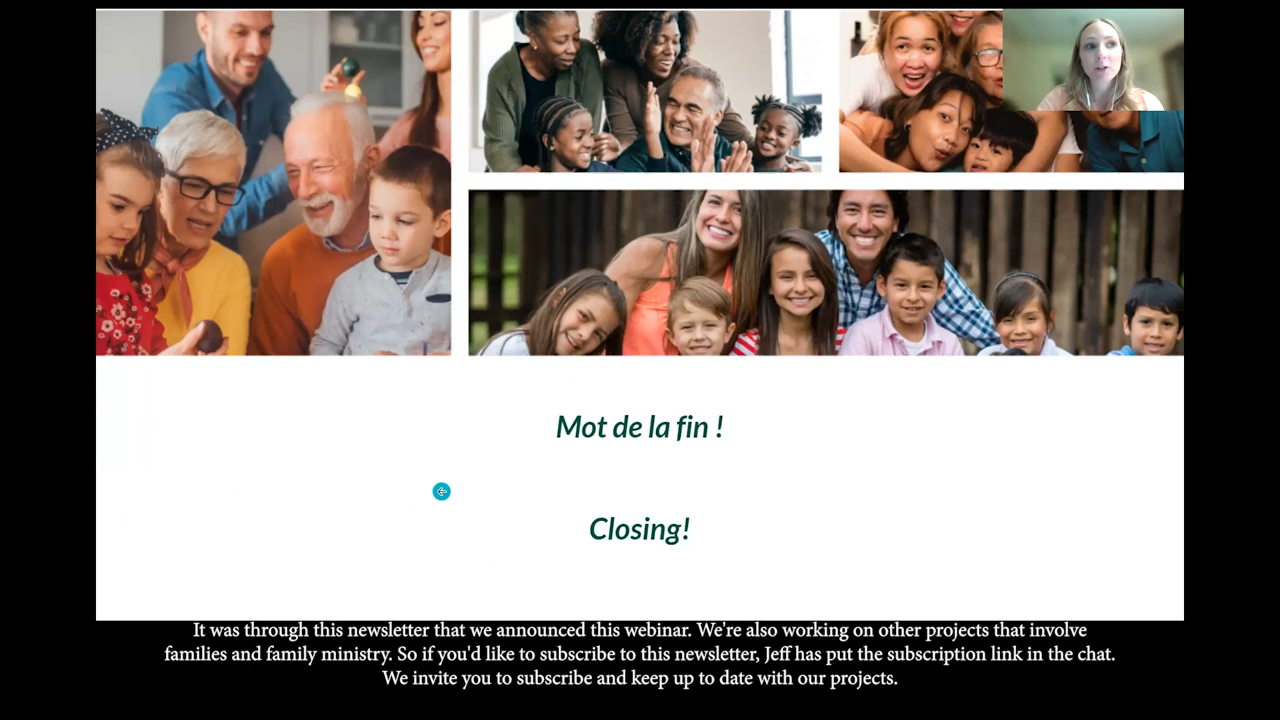 Mot de la fin !
Closing!
It was through this newsletter that we announced this webinar. We're also working on other projects that involve
families and family ministry. So if you'd like to subscribe to this newsletter, Jeff has put the subscription link in the chat.
We invite you to subscribe and keep up to date with our projects.